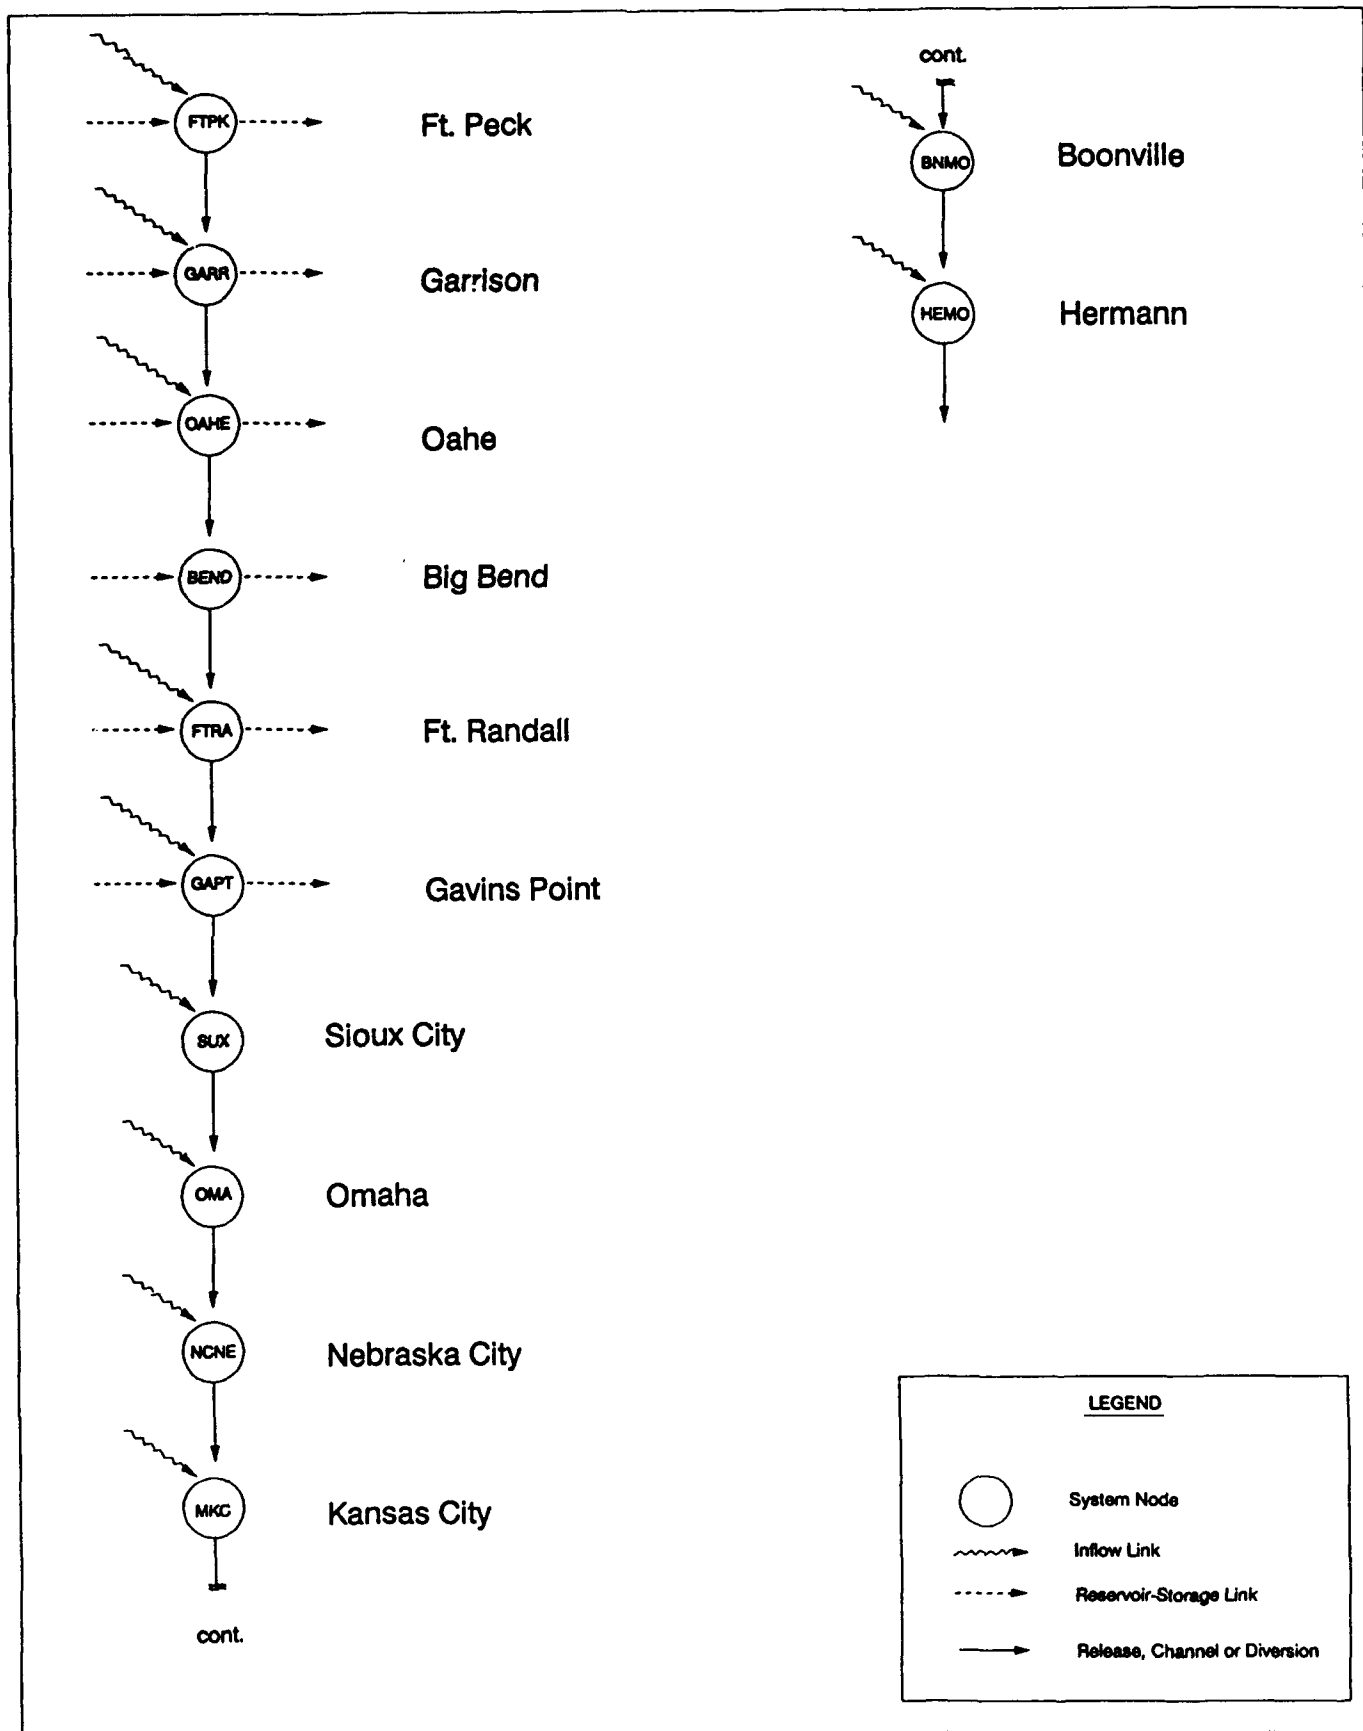 FTPK Ft. Peck
GARR Garrison
OAHE Oahe
BEND Big Bend
FTRA Ft. Randall
GAPT Gavins Point
SUX Sioux City
OMA Omaha
NCNE Nebraska City
MKC Kansas City
cont.
cont.
BNMO Boonville
HEMO Hermann
LEGEND
System Node
Inflow Link
Reservoir-Storage Link
Release, Channel or Diversion